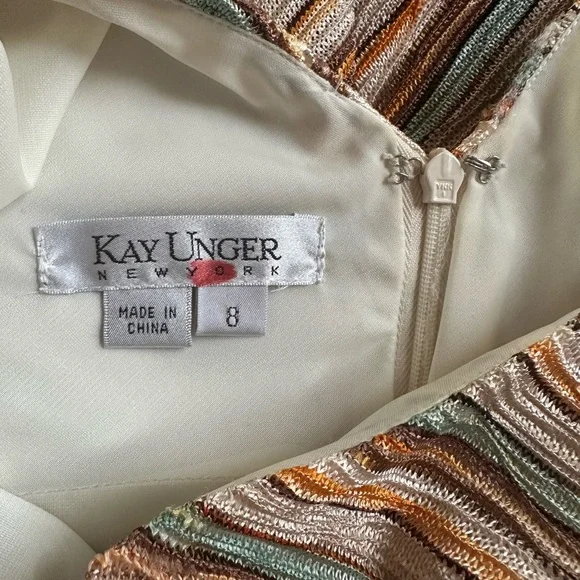 KAY UNGER
NEW YORK
MADE IN
CHINA
8